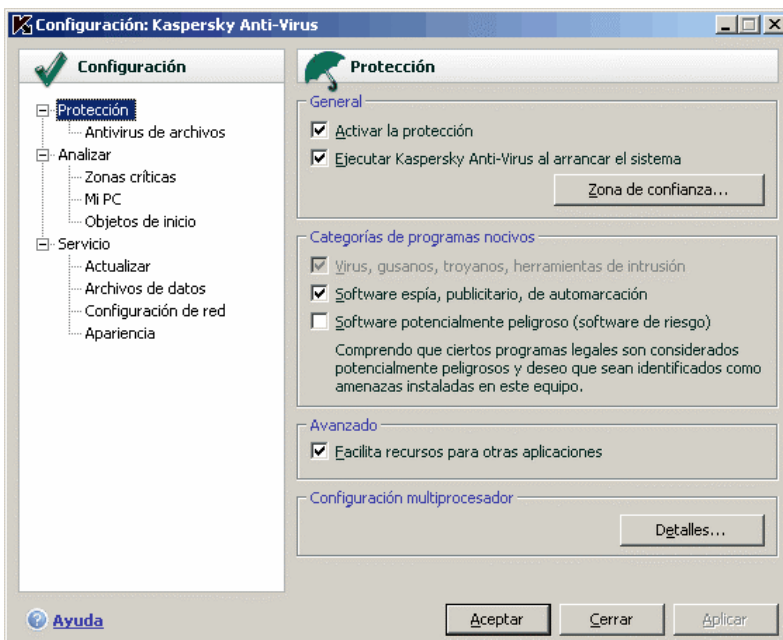 Configuración: Kaspersky Anti-Virus
Configuración
Protección
Antivirus de archivos
Analizar
Zonas críticas
Mi PC
Objetos de inicio
Servicio
Actualizar
Archivos de datos
Configuración de red
Apariencia
Protección
General
Activar la protección
Ejecutar Kaspersky Anti-Virus al arrancar el sistema
Zona de confianza...
Categorías de programas nocivos
Virus, gusanos, troyanos, herramientas de intrusión
Software espía, publicitario, de automarcación
Software potencialmente peligroso (software de riesgo)
Comprendo que ciertos programas legales son considerados
potencialmente peligrosos y deseo que sean identificados como
amenazas instaladas en este equipo.
Avanzado
Facilita recursos para otras aplicaciones
Configuración multiprocesador
Detalles...
Ayuda
Aceptar
Cerrar
Aplicar